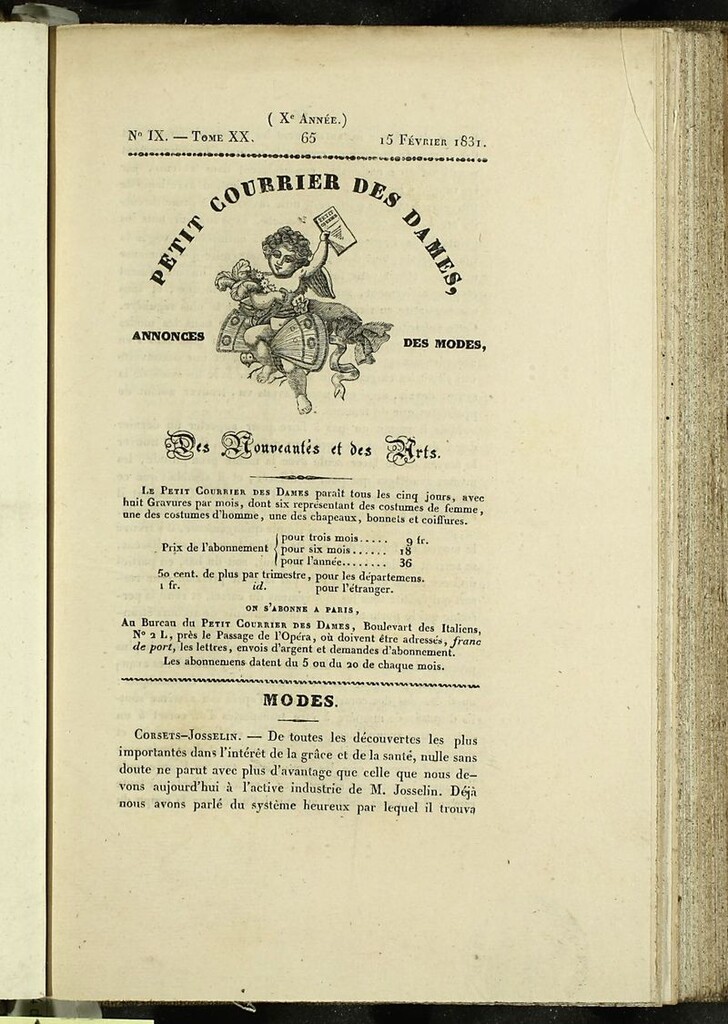 ( Xe ANNÉE.)
No IX. — TOME XX. 65 15 FÉVRIER 1831.
PETIT COURRIER DES DAMES,
ANNONCES DES MODES,
Des Nouveautés et des Arts.
LE PETIT COURRIER DES DAMES paraît tous les cinq jours, avec
huit Gravures par mois, dont six représentant des costumes de femme,
une des costumes d'homme, une des chapeaux, bonnets et coiffures.
Prix de l'abonnement { pour trois mois..... 9 fr.
pour six mois...... 18
pour l'année........ 36
50 cent. de plus par trimestre, pour les départemens.
1 fr. id. pour l'étranger.
ON S'ABONNE A PARIS,
Au Bureau du PETIT COURRIER DES DAMES, Boulevart des Italiens,
No 2 L, près le Passage de l'Opéra, où doivent être adressés, franc
de port, les lettres, envois d'argent et demandes d'abonnement.
Les abonnemens datent du 5 ou du 20 de chaque mois.
MODES.
CORSETS-JOSSELIN. — De toutes les découvertes les plus
importantes dans l'intérêt de la grâce et de la santé, nulle sans
doute ne parut avec plus d'avantage que celle que nous de-
vons aujourd'hui à l'active industrie de M. Josselin. Déjà
nous avons parlé du système heureux par lequel il trouva